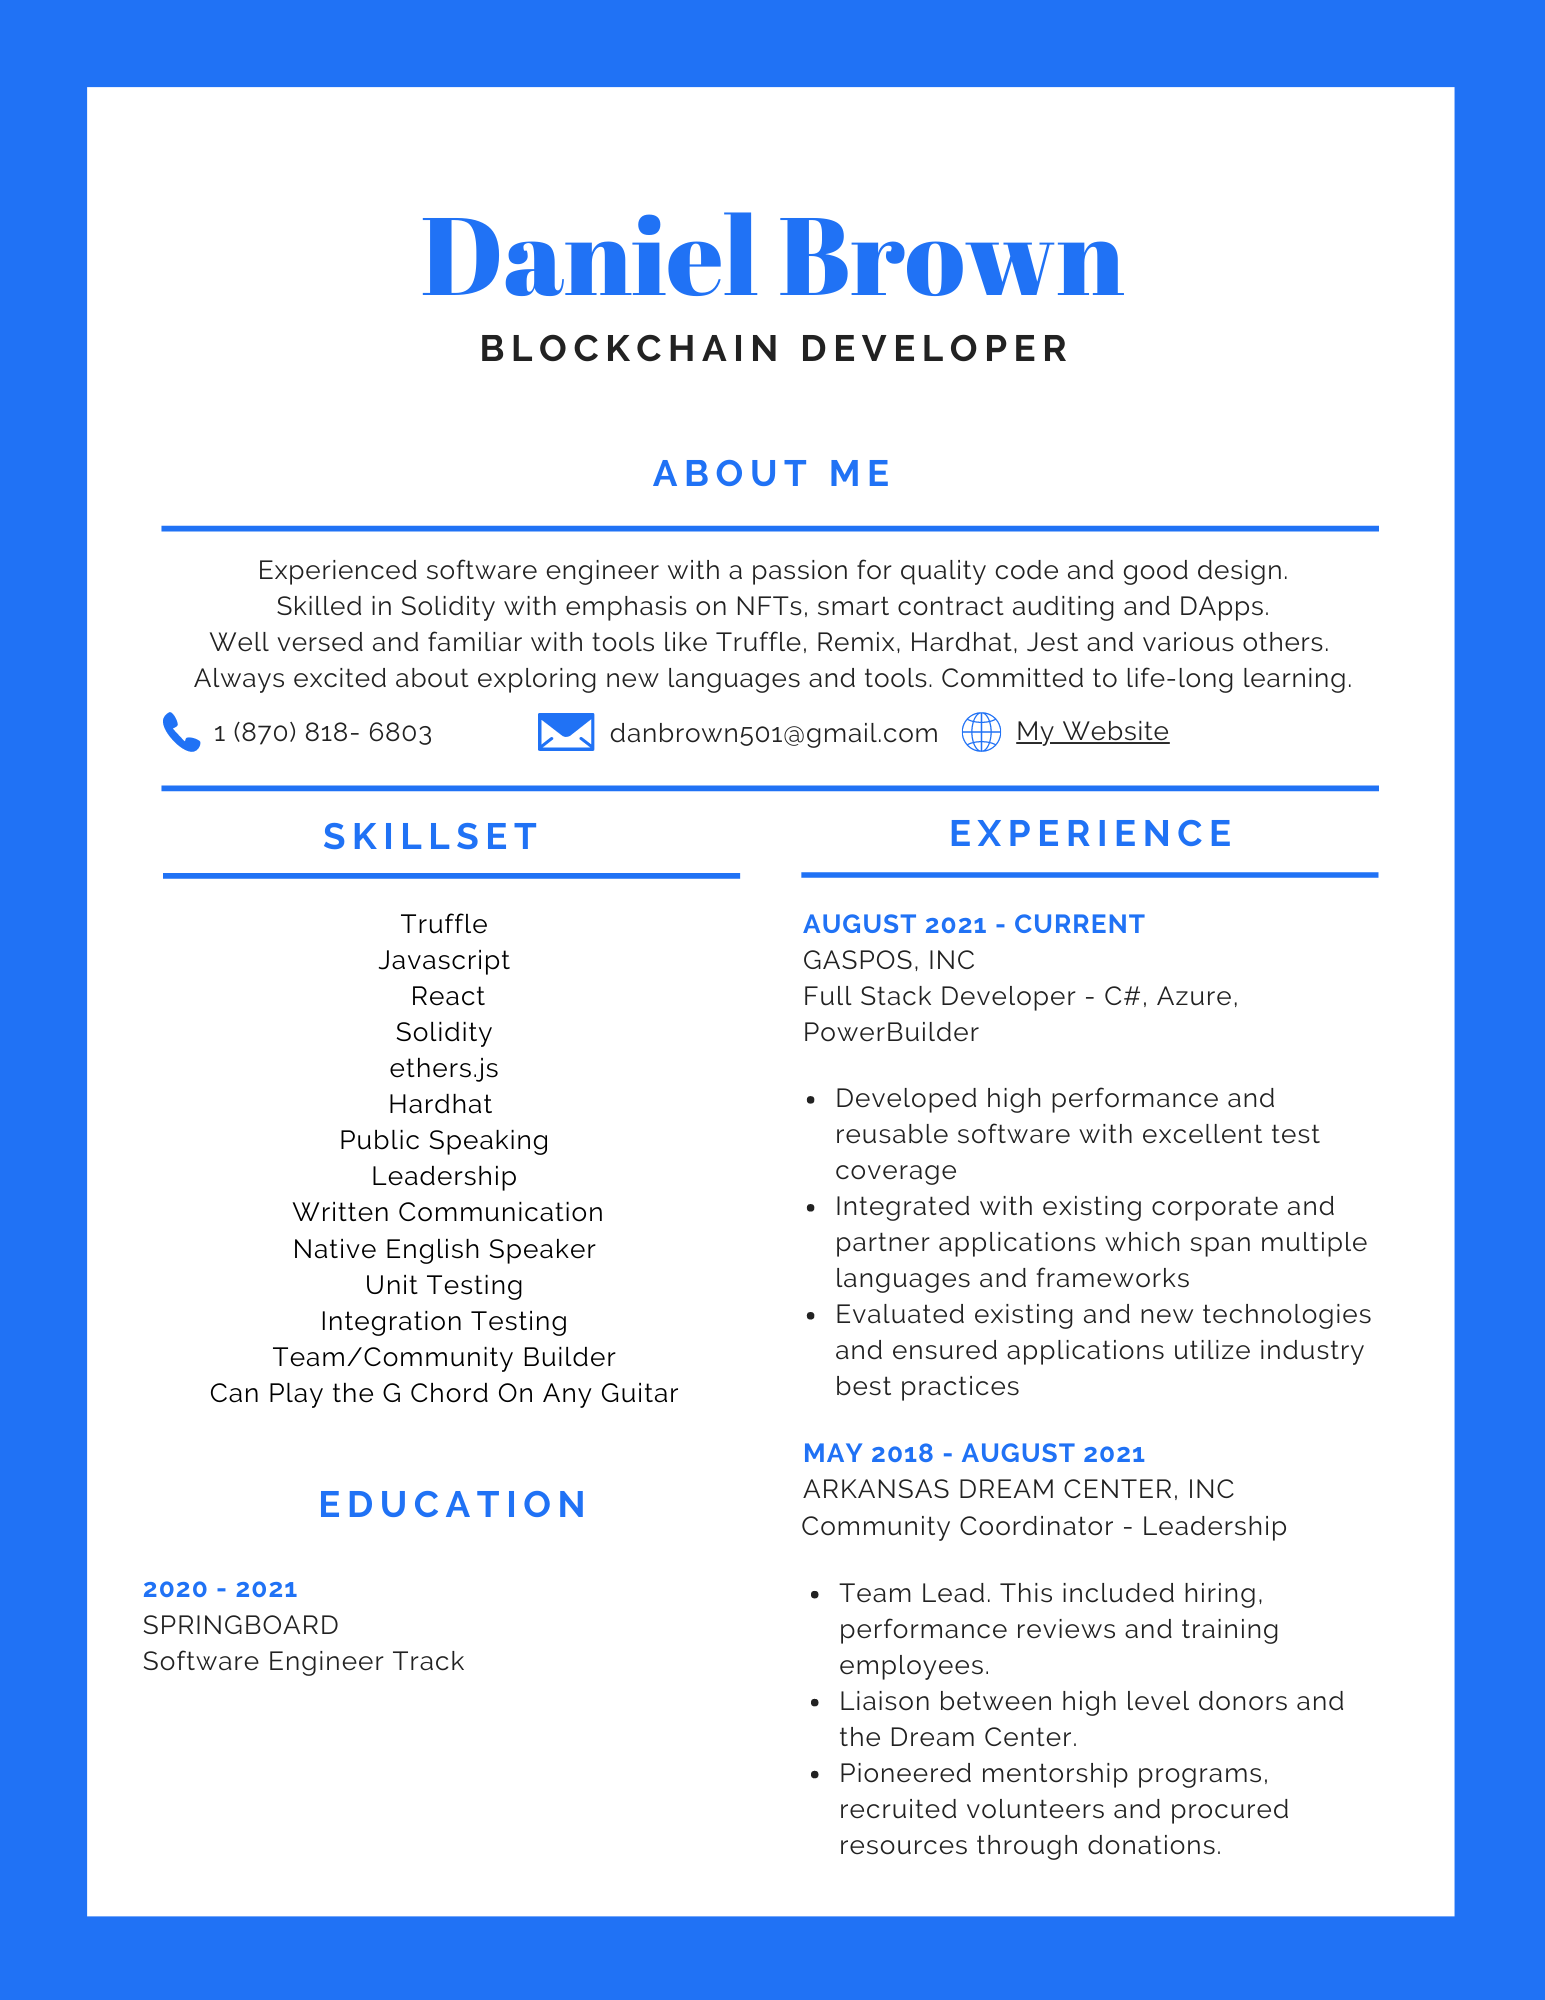 Daniel Brown
BLOCKCHAIN DEVELOPER
ABOUT ME
Experienced software engineer with a passion for quality code and good design.
Skilled in Solidity with emphasis on NFTs, smart contract auditing and DApps.
Well versed and familiar with tools like Truffle, Remix, Hardhat, Jest and various others.
Always excited about exploring new languages and tools. Committed to life-long learning.
1 (870) 818- 6803
danbrown501@gmail.com
My Website
SKILLSET
Truffle
Javascript
React
Solidity
ethers.js
Hardhat
Public Speaking
Leadership
Written Communication
Native English Speaker
Unit Testing
Integration Testing
Team/Community Builder
Can Play the G Chord On Any Guitar
EDUCATION
2020 - 2021
SPRINGBOARD
Software Engineer Track
EXPERIENCE
AUGUST 2021 - CURRENT
GASPOS, INC
Full Stack Developer - C#, Azure,
PowerBuilder
• Developed high performance and
reusable software with excellent test
coverage
• Integrated with existing corporate and
partner applications which span multiple
languages and frameworks
• Evaluated existing and new technologies
and ensured applications utilize industry
best practices
MAY 2018 - AUGUST 2021
ARKANSAS DREAM CENTER, INC
Community Coordinator - Leadership
• Team Lead. This included hiring,
performance reviews and training
employees.
• Liaison between high level donors and
the Dream Center.
• Pioneered mentorship programs,
recruited volunteers and procured
resources through donations.